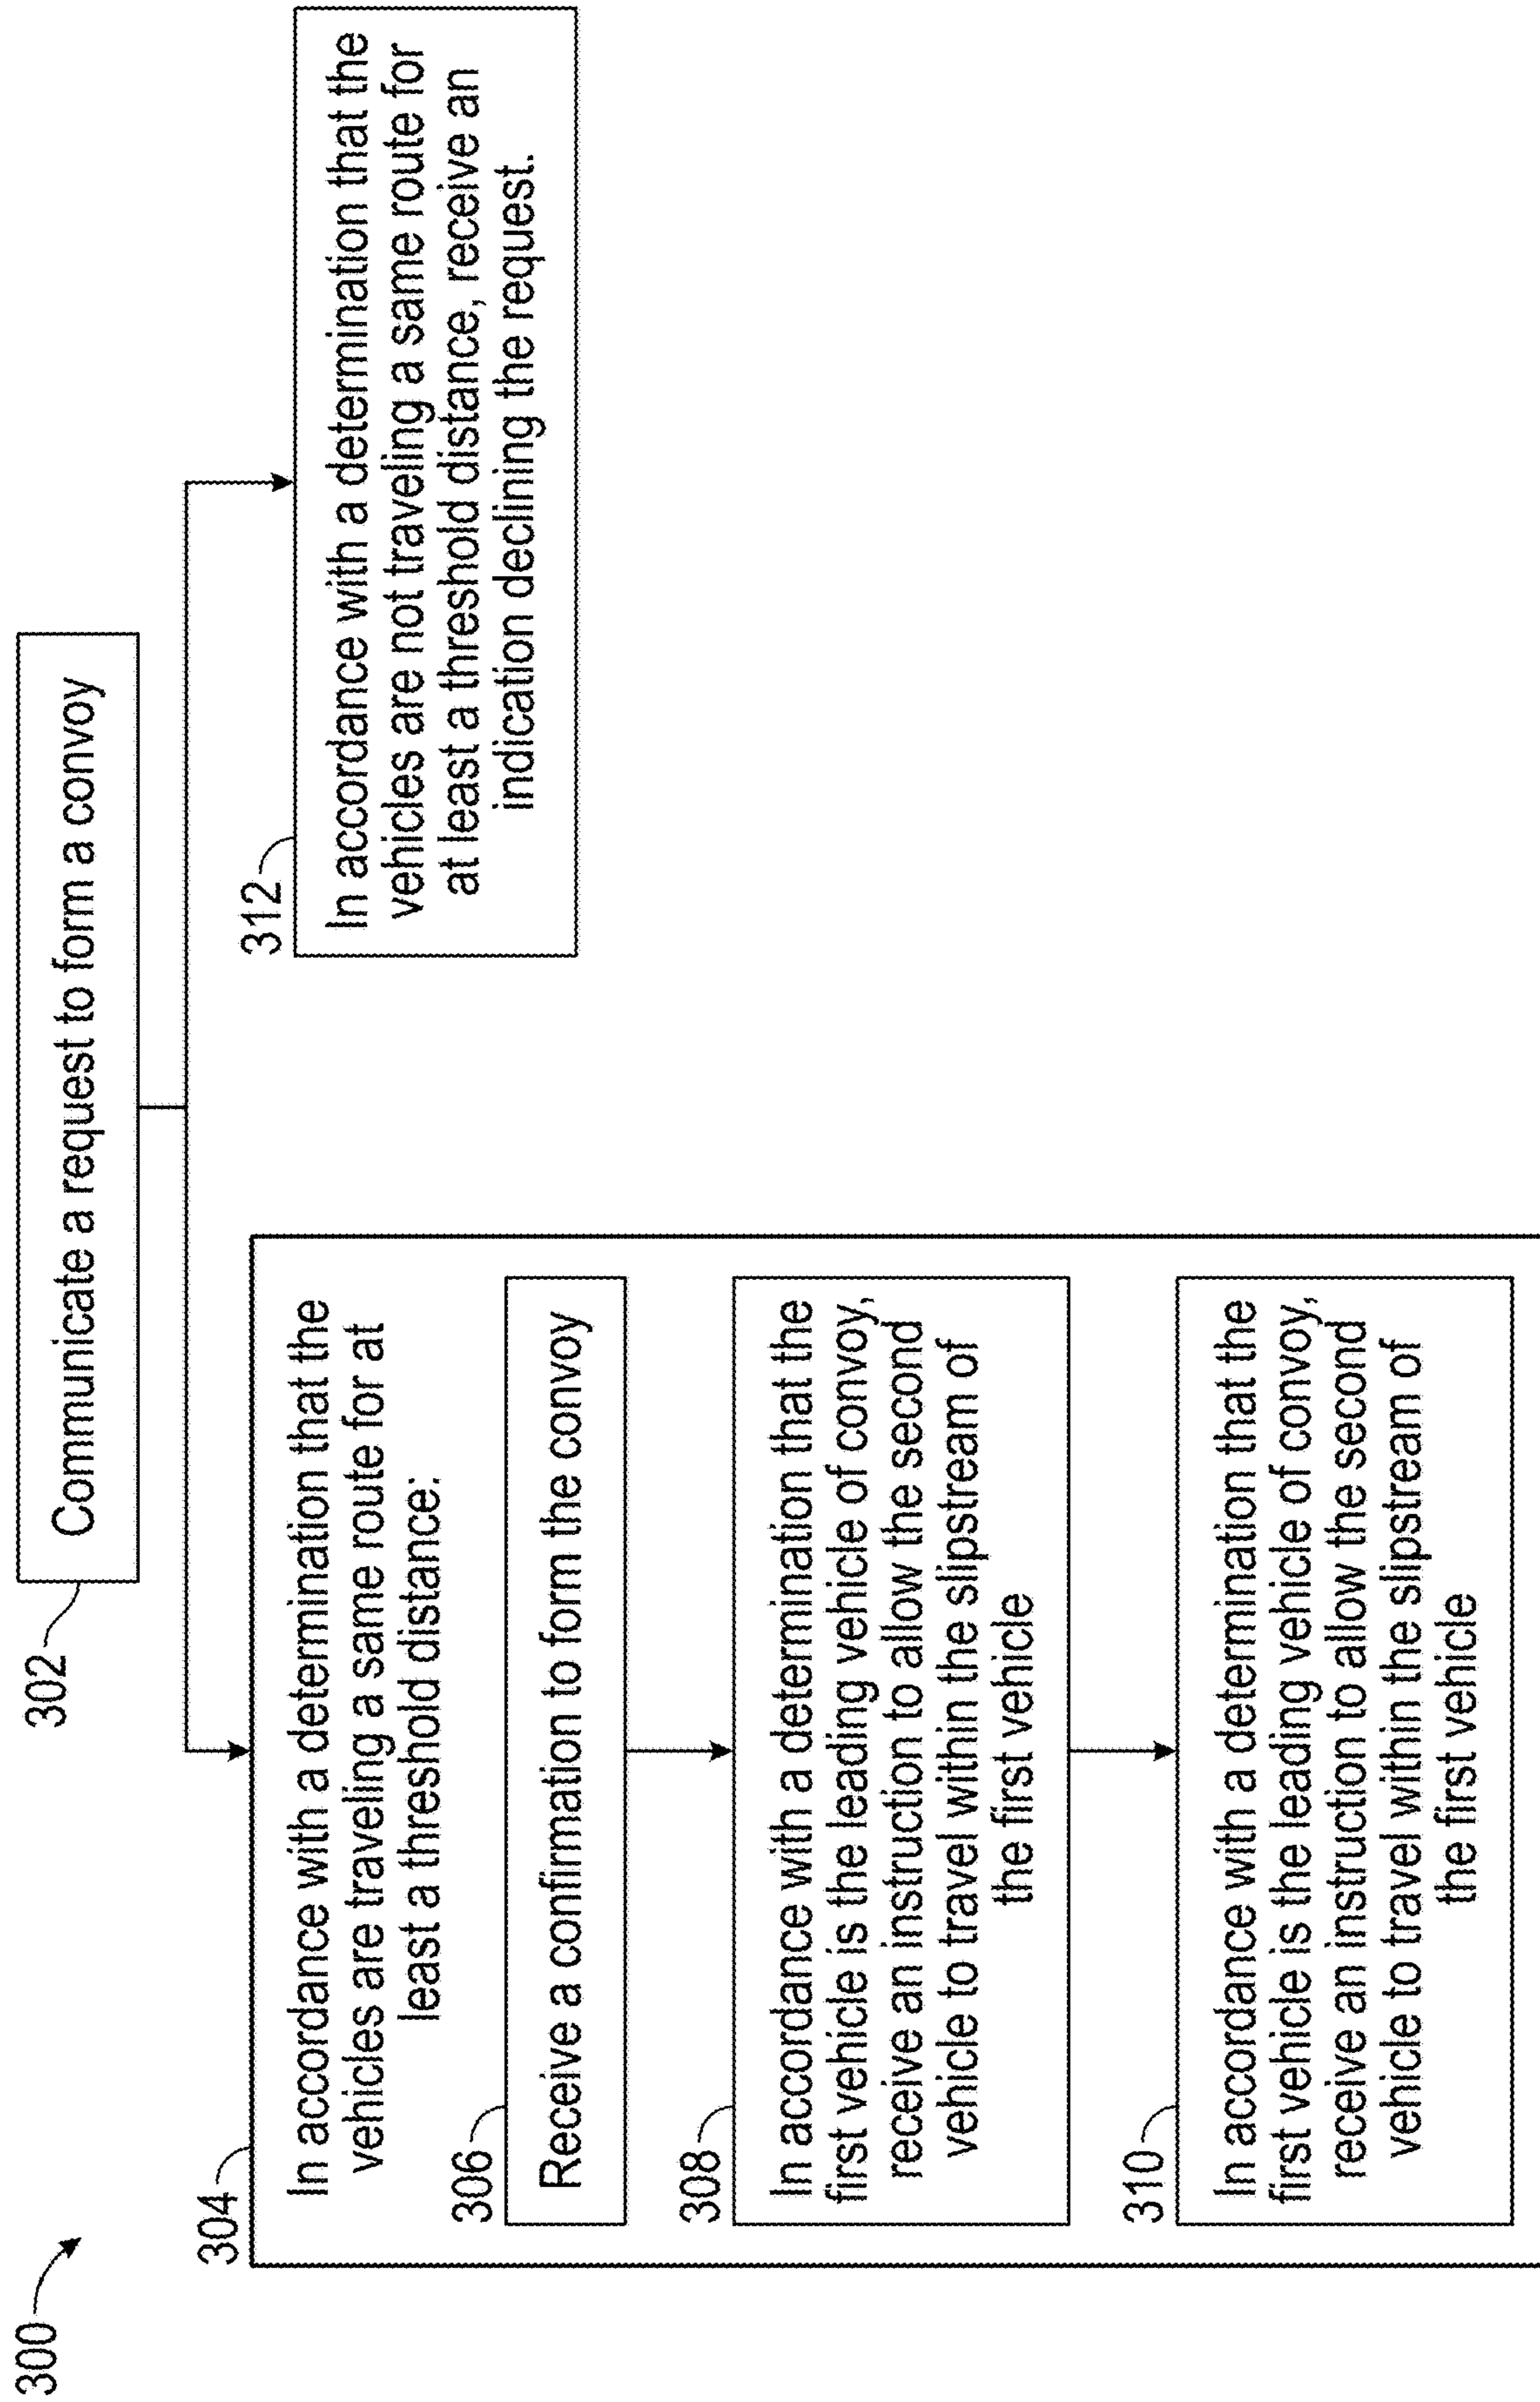 300
302
Communicate a request to form a convoy
304
In accordance with a determination that the
vehicles are traveling a same route for at
least a threshold distance:
306
Receive a confirmation to form the convoy
308
In accordance with a determination that the
first vehicle is the leading vehicle of convoy,
receive an instruction to allow the second
vehicle to travel within the slipstream of
the first vehicle
310
In accordance with a determination that the
first vehicle is the leading vehicle of convoy,
receive an instruction to allow the second
vehicle to travel within the slipstream of
the first vehicle
312
In accordance with a determination that the
vehicles are not traveling a same route for
at least a threshold distance, receive an
indication declining the request.